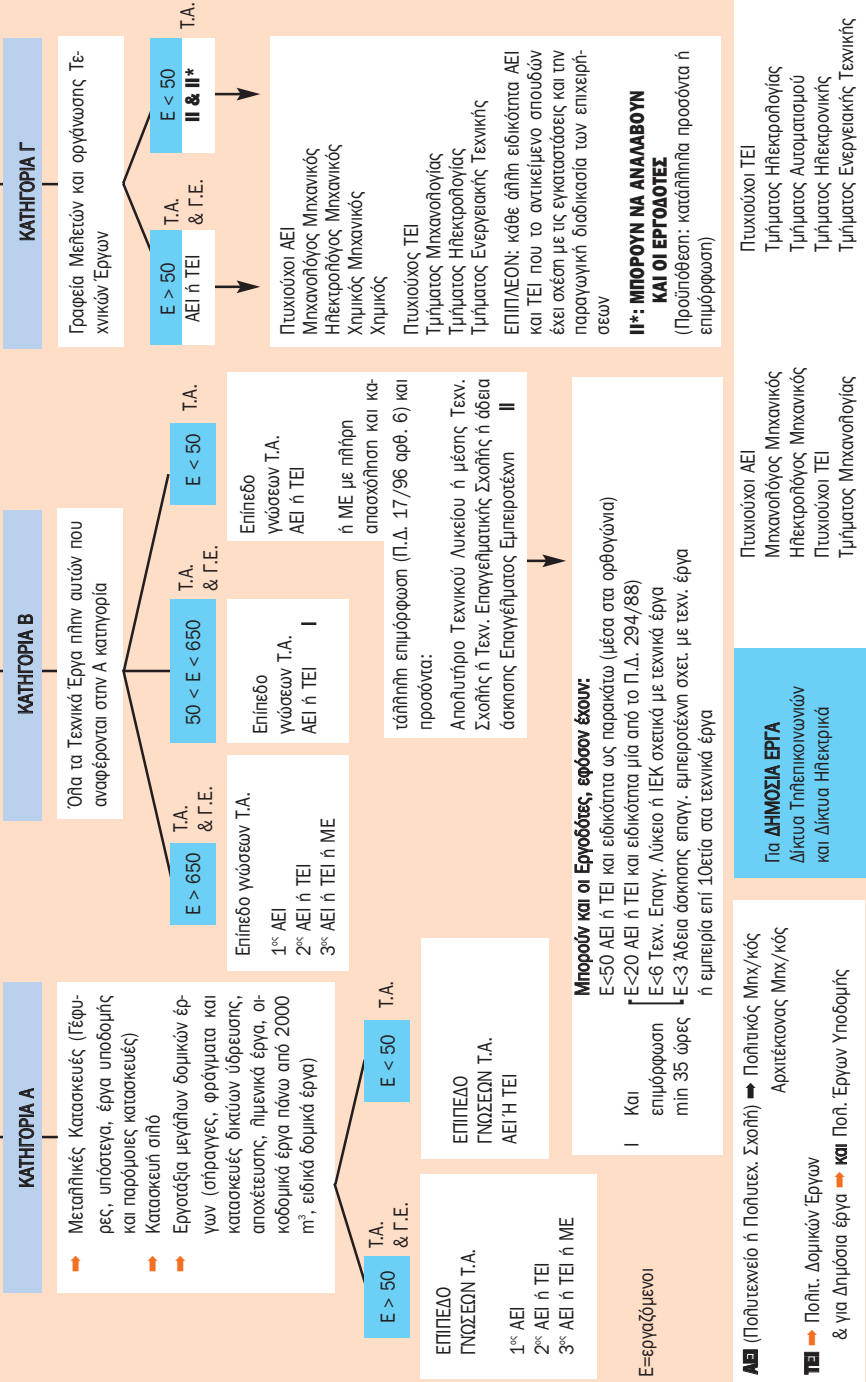 ΚΑΤΗΓΟΡΙΑ Α
➡ Μεταλλικές Κατασκευές (Γέφυ-
ρες, υπόστεγα, έργα υποδομής
και παρόμοιες κατασκευές)
➡ Κατασκευή σιλό
➡ Εργοτάξια μεγάλων δομικών έρ-
γων (σήραγγες, φράγματα και
κατασκευές δικτύων ύδρευσης,
αποχέτευσης, λιμενικά έργα, οι-
κοδομικά έργα πάνω από 2000
m³, ειδικά δομικά έργα)
Ε > 50
Τ.Α.
& Γ.Ε.
Ε < 50
Τ.Α.
ΕΠΙΠΕΔΟ
ΓΝΩΣΕΩΝ Τ.Α.
1ος ΑΕΙ
2ος ΑΕΙ ή ΤΕΙ
3ος ΑΕΙ ή ΤΕΙ ή ΜΕ
ΕΠΙΠΕΔΟ
ΓΝΩΣΕΩΝ Τ.Α.
ΑΕΙ Ή ΤΕΙ
Ε=εργαζόμενοι
ΚΑΤΗΓΟΡΙΑ Β
Όλα τα Τεχνικά Έργα πλην αυτών που
αναφέρονται στην Α κατηγορία
Ε > 650
Τ.Α.
& Γ.Ε.
50 < Ε < 650
Τ.Α.
& Γ.Ε.
Ε < 50
Τ.Α.
Επίπεδο γνώσεων Τ.Α.
1ος ΑΕΙ
2ος ΑΕΙ ή ΤΕΙ
3ος ΑΕΙ ή ΤΕΙ ή ΜΕ
Επίπεδο
γνώσεων Τ.Α.
ΑΕΙ ή ΤΕΙ I
Επίπεδο
γνώσεων Τ.Α.
ΑΕΙ ή ΤΕΙ
ή ΜΕ με πλήρη
απασχόληση και κα-
τάλληλη επιμόρφωση (Π.Δ. 17/96 αρθ. 6) και
προσόντα:
Απολυτήριο Τεχνικού Λυκείου ή μέσης Τεχν.
Σχολής ή Τεχν. Επαγγελματικής Σχολής ή άδεια
άσκησης Επαγγέλματος Εμπειροτέχνη II
Μπορούν και οι Εργοδότες, εφόσον έχουν:
Ε<50 ΑΕΙ ή ΤΕΙ και ειδικότητα ως παρακάτω (μέσα στα ορθογώνια)
Ε<20 ΑΕΙ ή ΤΕΙ και ειδικότητα μία από το Π.Δ. 294/88)
Ε<6 Τεχν. Επαγγ. Λύκειο ή ΙΕΚ σχετικά με τεχνικά έργα
Ε<3 Άδεια άσκησης επαγγ. εμπειροτέχνη σχετ. με τεχν. έργα
ή εμπειρία επί 10ετία στα τεχνικά έργα
I Και
επιμόρφωση
min 35 ώρες
ΚΑΤΗΓΟΡΙΑ Γ
Γραφεία Μελετών και οργάνωσης Τε-
χνικών Έργων
Ε > 50
ΑΕΙ ή ΤΕΙ
Τ.Α.
& Γ.Ε.
Ε < 50
II & II*
Τ.Α.
Πτυχιούχοι ΑΕΙ
Μηχανολόγος Μηχανικός
Ηλεκτρολόγος Μηχανικός
Χημικός Μηχανικός
Χημικός
Πτυχιούχος ΤΕΙ
Τμήματος Μηχανολογίας
Τμήματος Ηλεκτρολογίας
Τμήματος Ενεργειακής Τεχνικής
ΕΠΙΠΛΕΟΝ: κάθε άλλη ειδικότητα ΑΕΙ
και ΤΕΙ που το αντικείμενο σπουδών
έχει σχέση με τις εγκαταστάσεις και την
παραγωγική διαδικασία των επιχειρή-
σεων
II*: ΜΠΟΡΟΥΝ ΝΑ ΑΝΑΛΑΒΟΥΝ
ΚΑΙ ΟΙ ΕΡΓΟΔΟΤΕΣ
(Προϋπόθεση: κατάλληλα προσόντα ή
επιμόρφωση)
ΑΕΙ (Πολυτεχνείο ή Πολυτεχ. Σχολή) ➡ Πολιτικός Μηχ/κός
Αρχιτέκτονας Μηχ/κός
ΤΕΙ ➡ Πολιτ. Δομικών Έργων
& για Δημόσια έργα ➡ και Πολ. Έργων Υποδομής
Για ΔΗΜΟΣΙΑ ΕΡΓΑ
Δίκτυα Τηλεπικοινωνιών
και Δίκτυα Ηλεκτρικά
Πτυχιούχοι ΑΕΙ
Μηχανολόγος Μηχανικός
Ηλεκτρολόγος Μηχανικός
Πτυχιούχοι ΤΕΙ
Τμήματος Μηχανολογίας
Πτυχιούχοι ΤΕΙ
Τμήματος Ηλεκτρολογίας
Τμήματος Αυτοματισμού
Τμήματος Ηλεκτρονικής
Τμήματος Ενεργειακής Τεχνικής